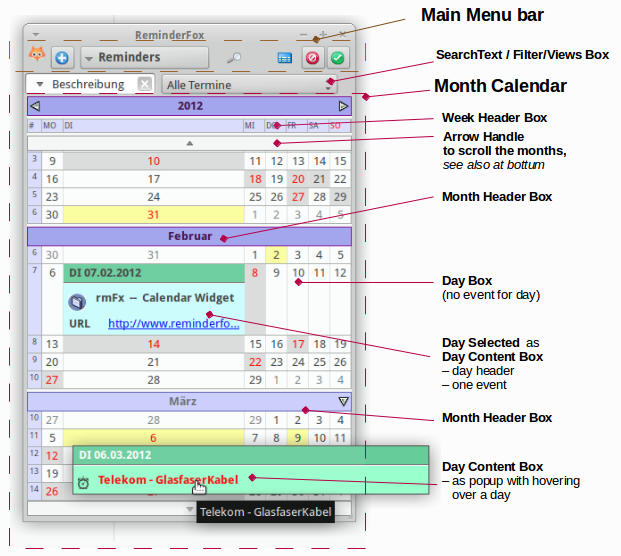 Main Menu bar
ReminderFox
Reminders
SearchText / Filter/Views Box
Beschreibung Alle Termine
Month Calendar
2012
Week Header Box
# MO DI MI DO FR SA SO
Arrow Handle
to scroll the months,
see also at bottum
3 9 10 11 12 13 14 15
4 16 17 18 19 20 21 22
5 23 24 25 26 27 28 29
6 30 31 1 2 3 4 5
Month Header Box
Februar
6 30 31 1 2 3 4 5
7 6 DI 07.02.2012 8 9 10 11 12
rmFx -- Calendar Widget
URL http://www.reminderfo...
Day Box
(no event for day)
Day Selected as
Day Content Box
– day header
– one event
8 13 14 15 16 17 18 19
9 20 21 22 23 24 25 26
10 27 28 29 1 2 3 4
März
Month Header Box
10 27 28 29 1 2 3 4
11 5 6 7 8 9 10 11
12 12
DI 06.03.2012
13 19
Telekom - GlasfaserKabel
14 26
Telekom - GlasfaserKabel
Day Content Box
– as popup with hovering
over a day